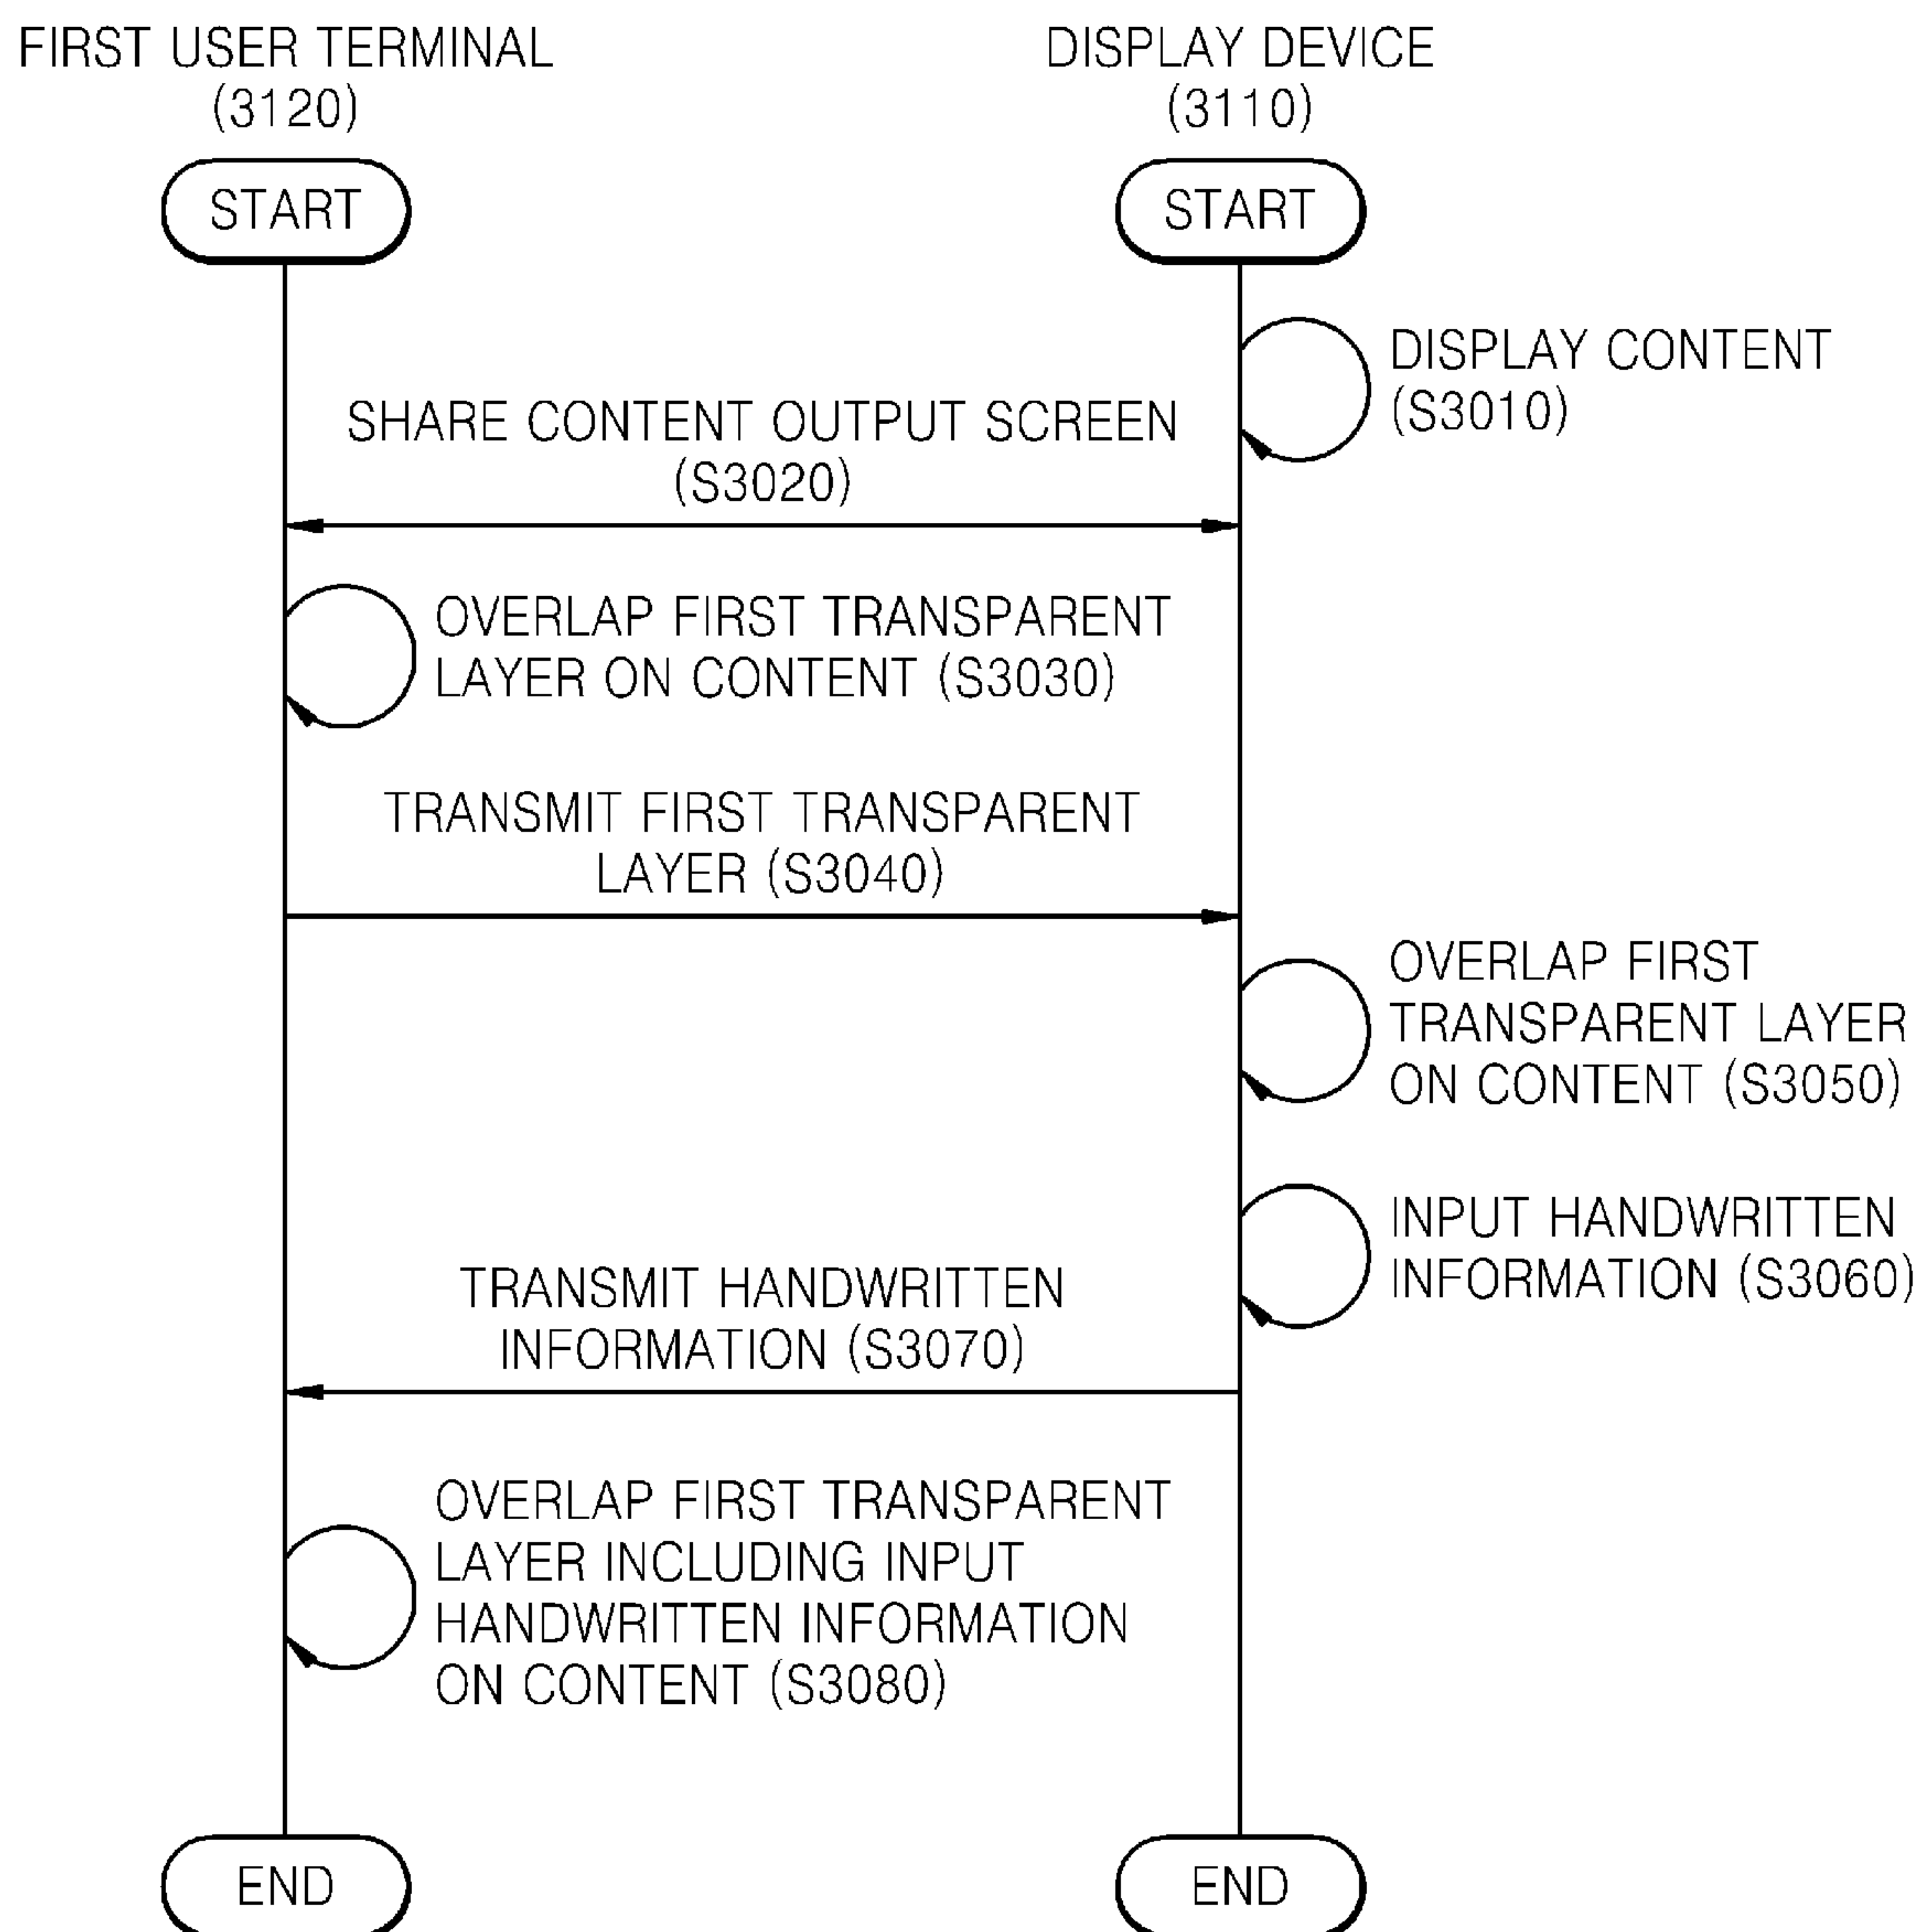 FIRST USER TERMINAL
(3120)
DISPLAY DEVICE
(3110)
START
START
DISPLAY CONTENT
(S3010)
SHARE CONTENT OUTPUT SCREEN
(S3020)
OVERLAP FIRST TRANSPARENT
LAYER ON CONTENT (S3030)
TRANSMIT FIRST TRANSPARENT
LAYER (S3040)
OVERLAP FIRST
TRANSPARENT LAYER
ON CONTENT (S3050)
INPUT HANDWRITTEN
INFORMATION (S3060)
TRANSMIT HANDWRITTEN
INFORMATION (S3070)
OVERLAP FIRST TRANSPARENT
LAYER INCLUDING INPUT
HANDWRITTEN INFORMATION
ON CONTENT (S3080)
END
END